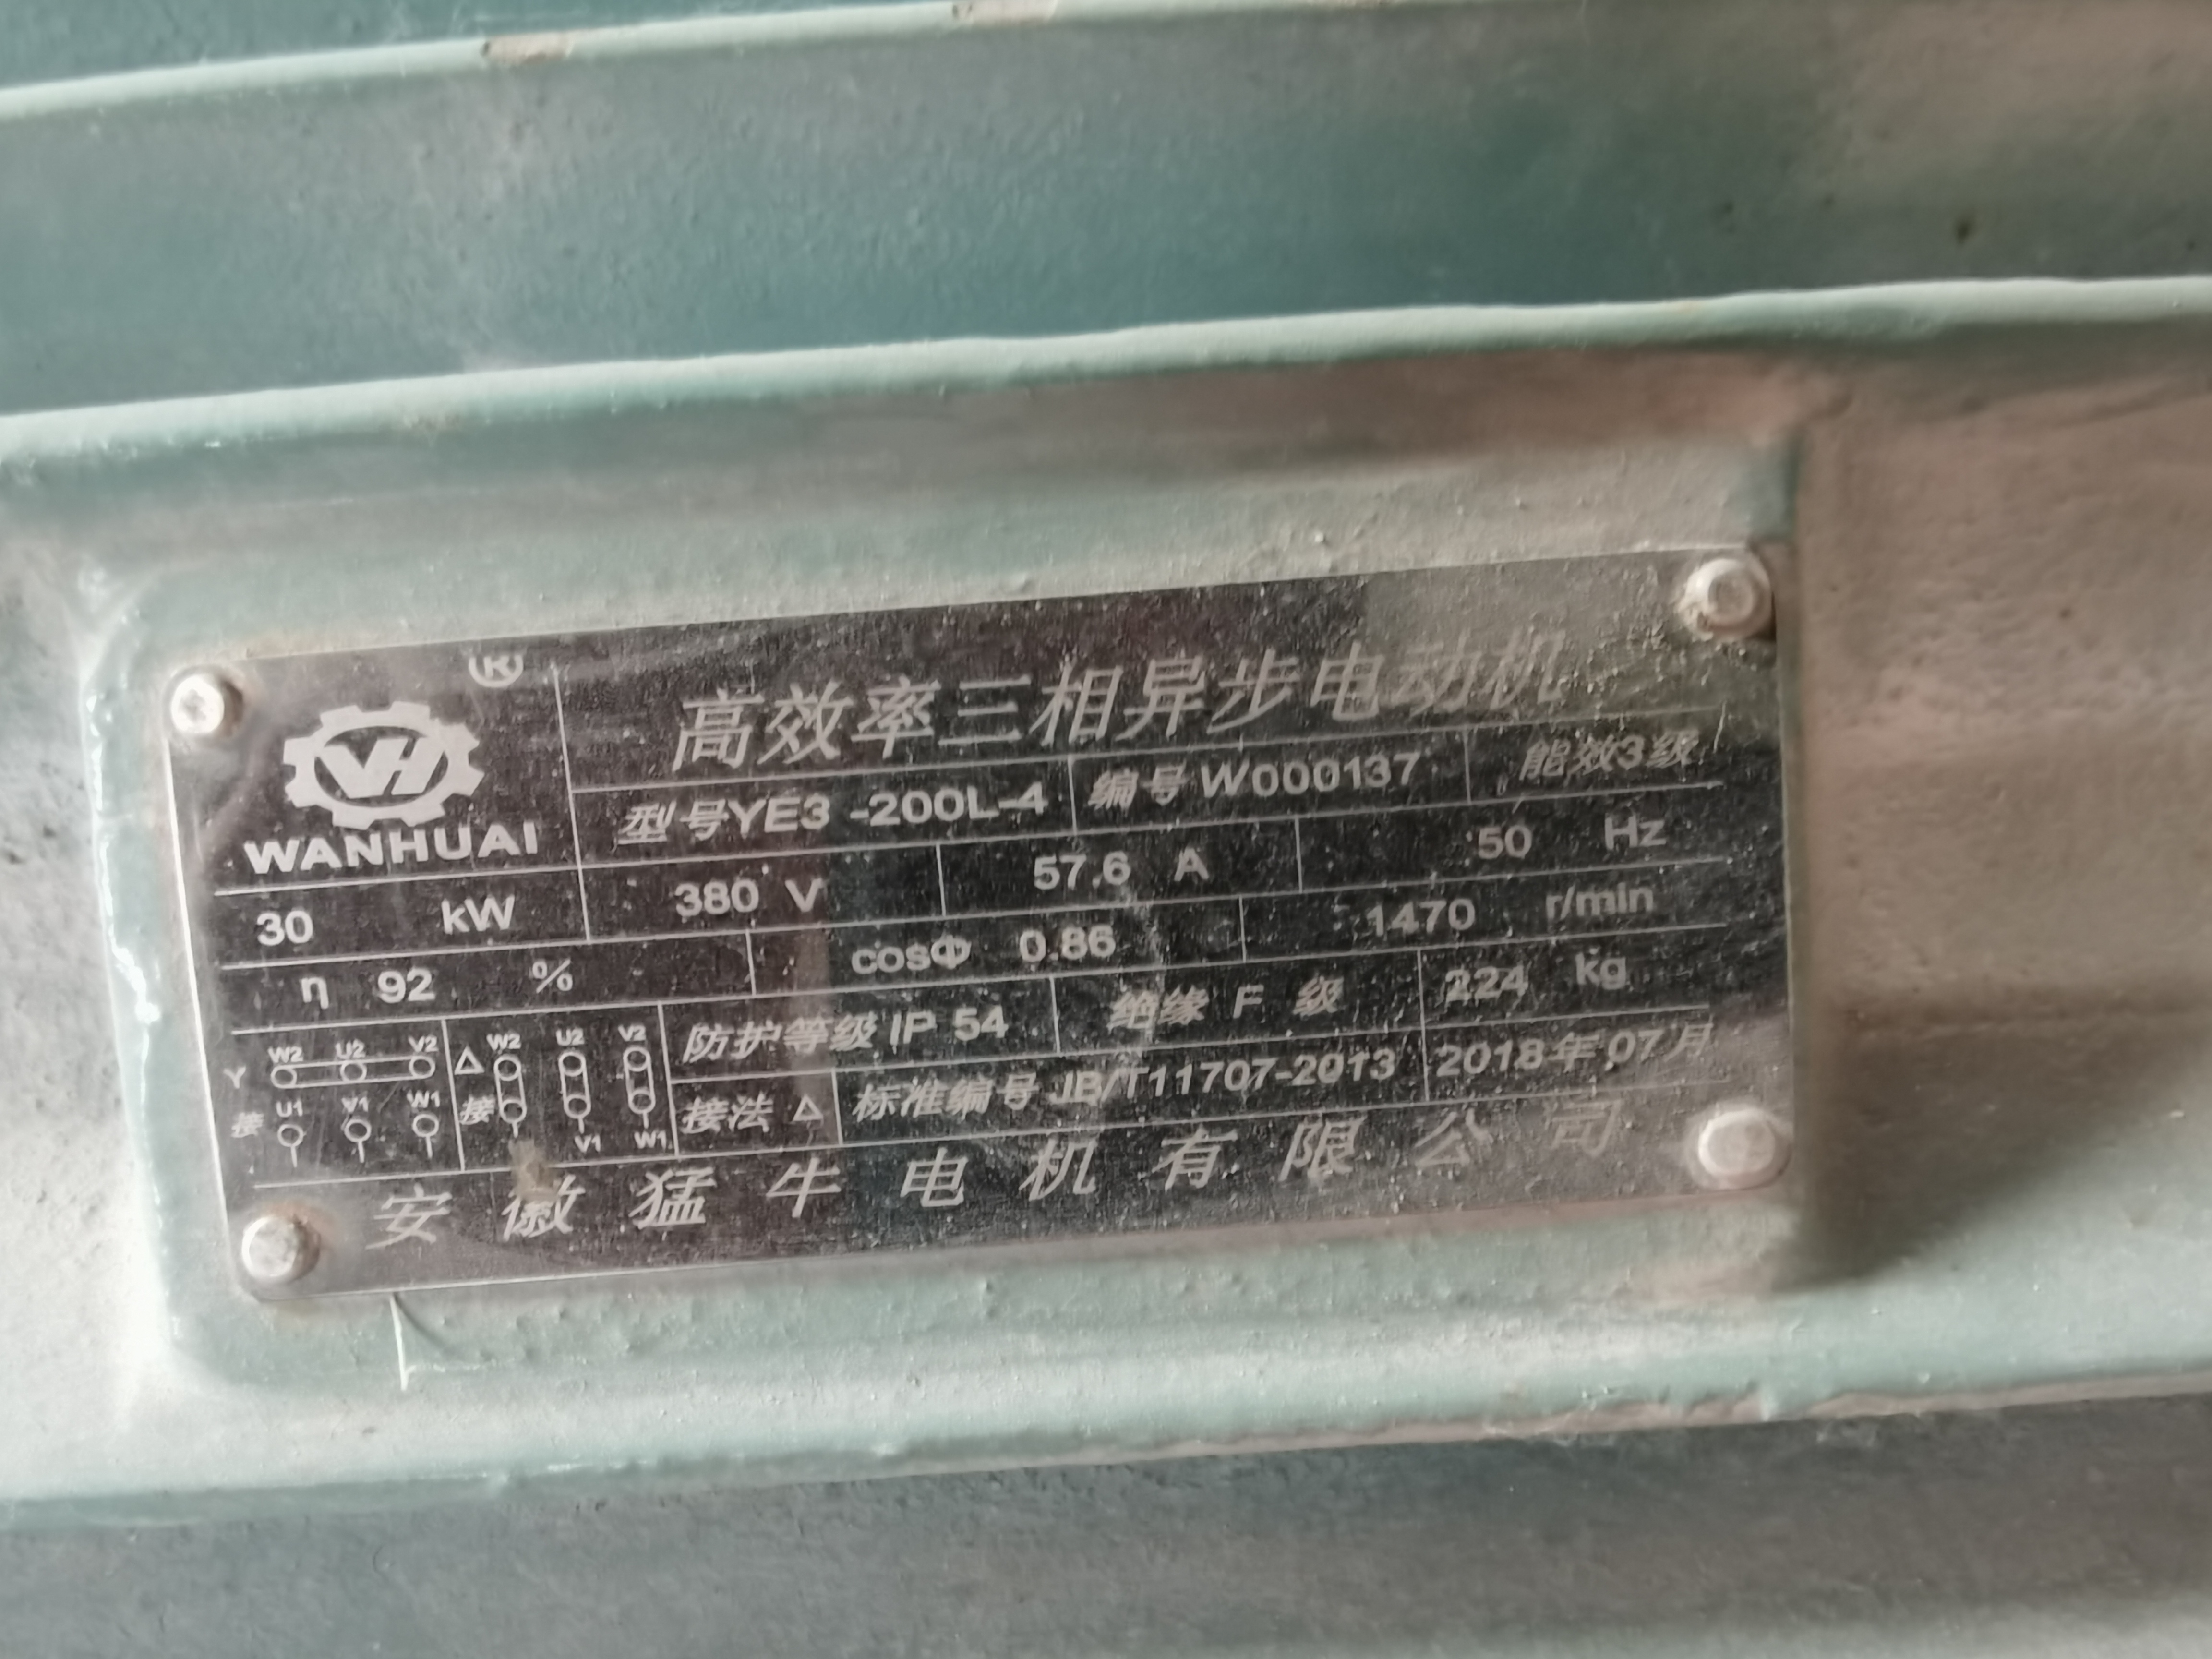 ®
VH
WANHUAI
高效率三相异步电动机
型号YE3-200L-4 编号W000137 能效3级
30 kW 380 V 57.6 A 50 Hz
η 92 % cosΦ 0.86 1470 r/min
防护等级IP 54 绝缘 F 级 224 kg
接法 △ 标准编号 JB/T11707-2013 2018年07月
Y接 W2 U2 V2
U1 V1 W1
△接 W2 U2 V2
V1 W1
安徽猛牛电机有限公司